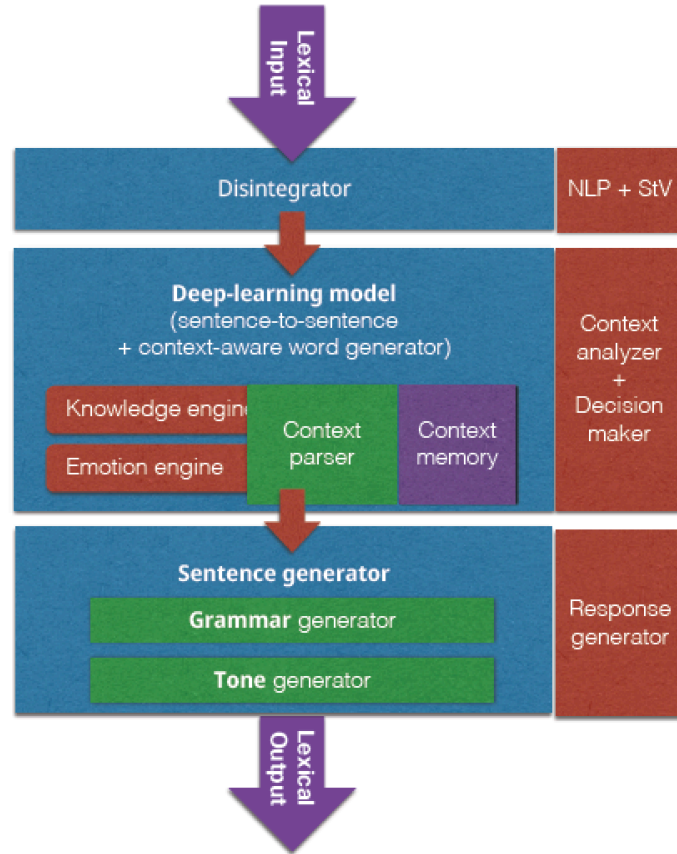 Lexical
Input
Disintegrator
NLP + StV
Deep-learning model
(sentence-to-sentence
+ context-aware word generator)
Knowledge engine
Emotion engine
Context
parser
Context
memory
Context
analyzer
+
Decision
maker
Sentence generator
Grammar generator
Tone generator
Response
generator
Lexical
Output